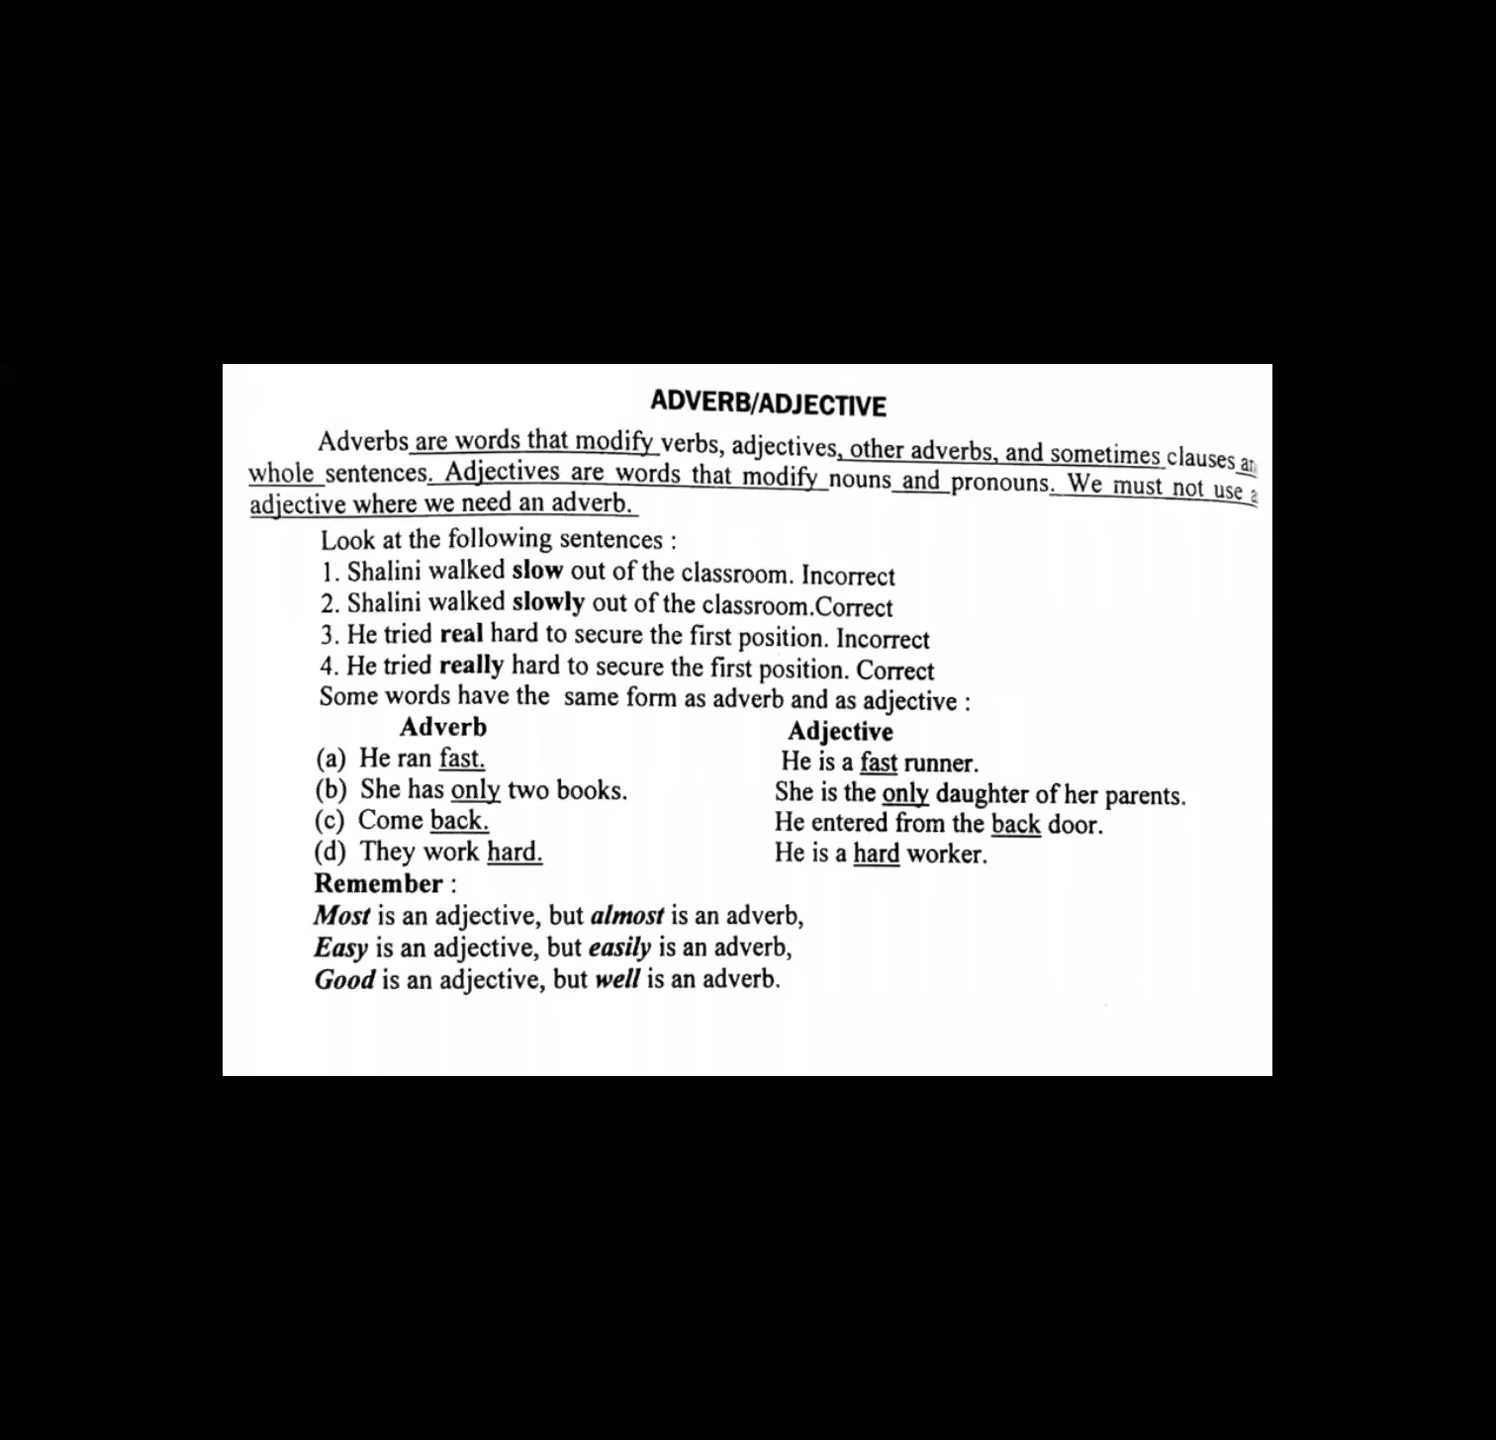 ADVERB/ADJECTIVE
Adverbs are words that modify verbs, adjectives, other adverbs, and sometimes clauses
whole sentences. Adjectives are words that modify nouns and pronouns. We must not use
adjective where we need an adverb.
Look at the following sentences :
1. Shalini walked slow out of the classroom. Incorrect
2. Shalini walked slowly out of the classroom.Correct
3. He tried real hard to secure the first position. Incorrect
4. He tried really hard to secure the first position. Correct
Some words have the same form as adverb and as adjective :
Adverb Adjective
(a) He ran fast. He is a fast runner.
(b) She has only two books. She is the only daughter of her parents.
(c) Come back. He entered from the back door.
(d) They work hard. He is a hard worker.
Remember :
Most is an adjective, but almost is an adverb,
Easy is an adjective, but easily is an adverb,
Good is an adjective, but well is an adverb.